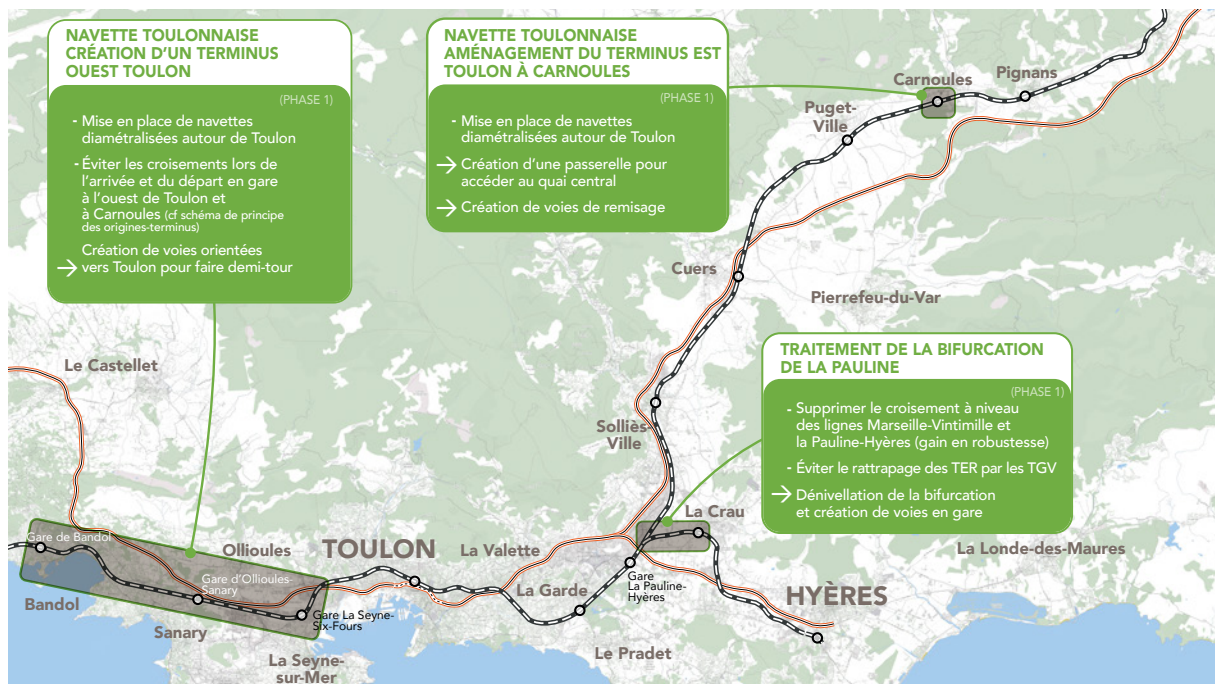 NAVETTE TOULONNAISE
CRÉATION D'UN TERMINUS
OUEST TOULON
(PHASE 1)
- Mise en place de navettes
diamétralisées autour de Toulon
- Éviter les croisements lors de
l'arrivée et du départ en gare
à l'ouest de Toulon et
à Carnoules (cf schéma de principe
des origines-terminus)
Création de voies orientées
→ vers Toulon pour faire demi-tour
NAVETTE TOULONNAISE
AMÉNAGEMENT DU TERMINUS EST
TOULON À CARNOULES
(PHASE 1)
- Mise en place de navettes
diamétralisées autour de Toulon
→ Création d'une passerelle pour
accéder au quai central
→ Création de voies de remisage
Carnoules
Pignans
Puget-
Ville
Cuers
Pierrefeu-du-Var
TRAITEMENT DE LA BIFURCATION
DE LA PAULINE
(PHASE 1)
- Supprimer le croisement à niveau
des lignes Marseille-Vintimille et
la Pauline-Hyères (gain en robustesse)
- Éviter le rattrapage des TER par les TGV
→ Dénivellation de la bifurcation
et création de voies en gare
Le Castellet
Solliès-
Ville
La Crau
Gare de Bandol
Ollioules
TOULON
La Valette
La Londe-des-Maures
Gare d'Ollioules-
Sanary
La Garde
Gare
La Pauline-
Hyères
HYÈRES
Bandol
Gare La Seyne-
Six-Fours
Sanary
Le Pradet
La Seyne-
sur-Mer